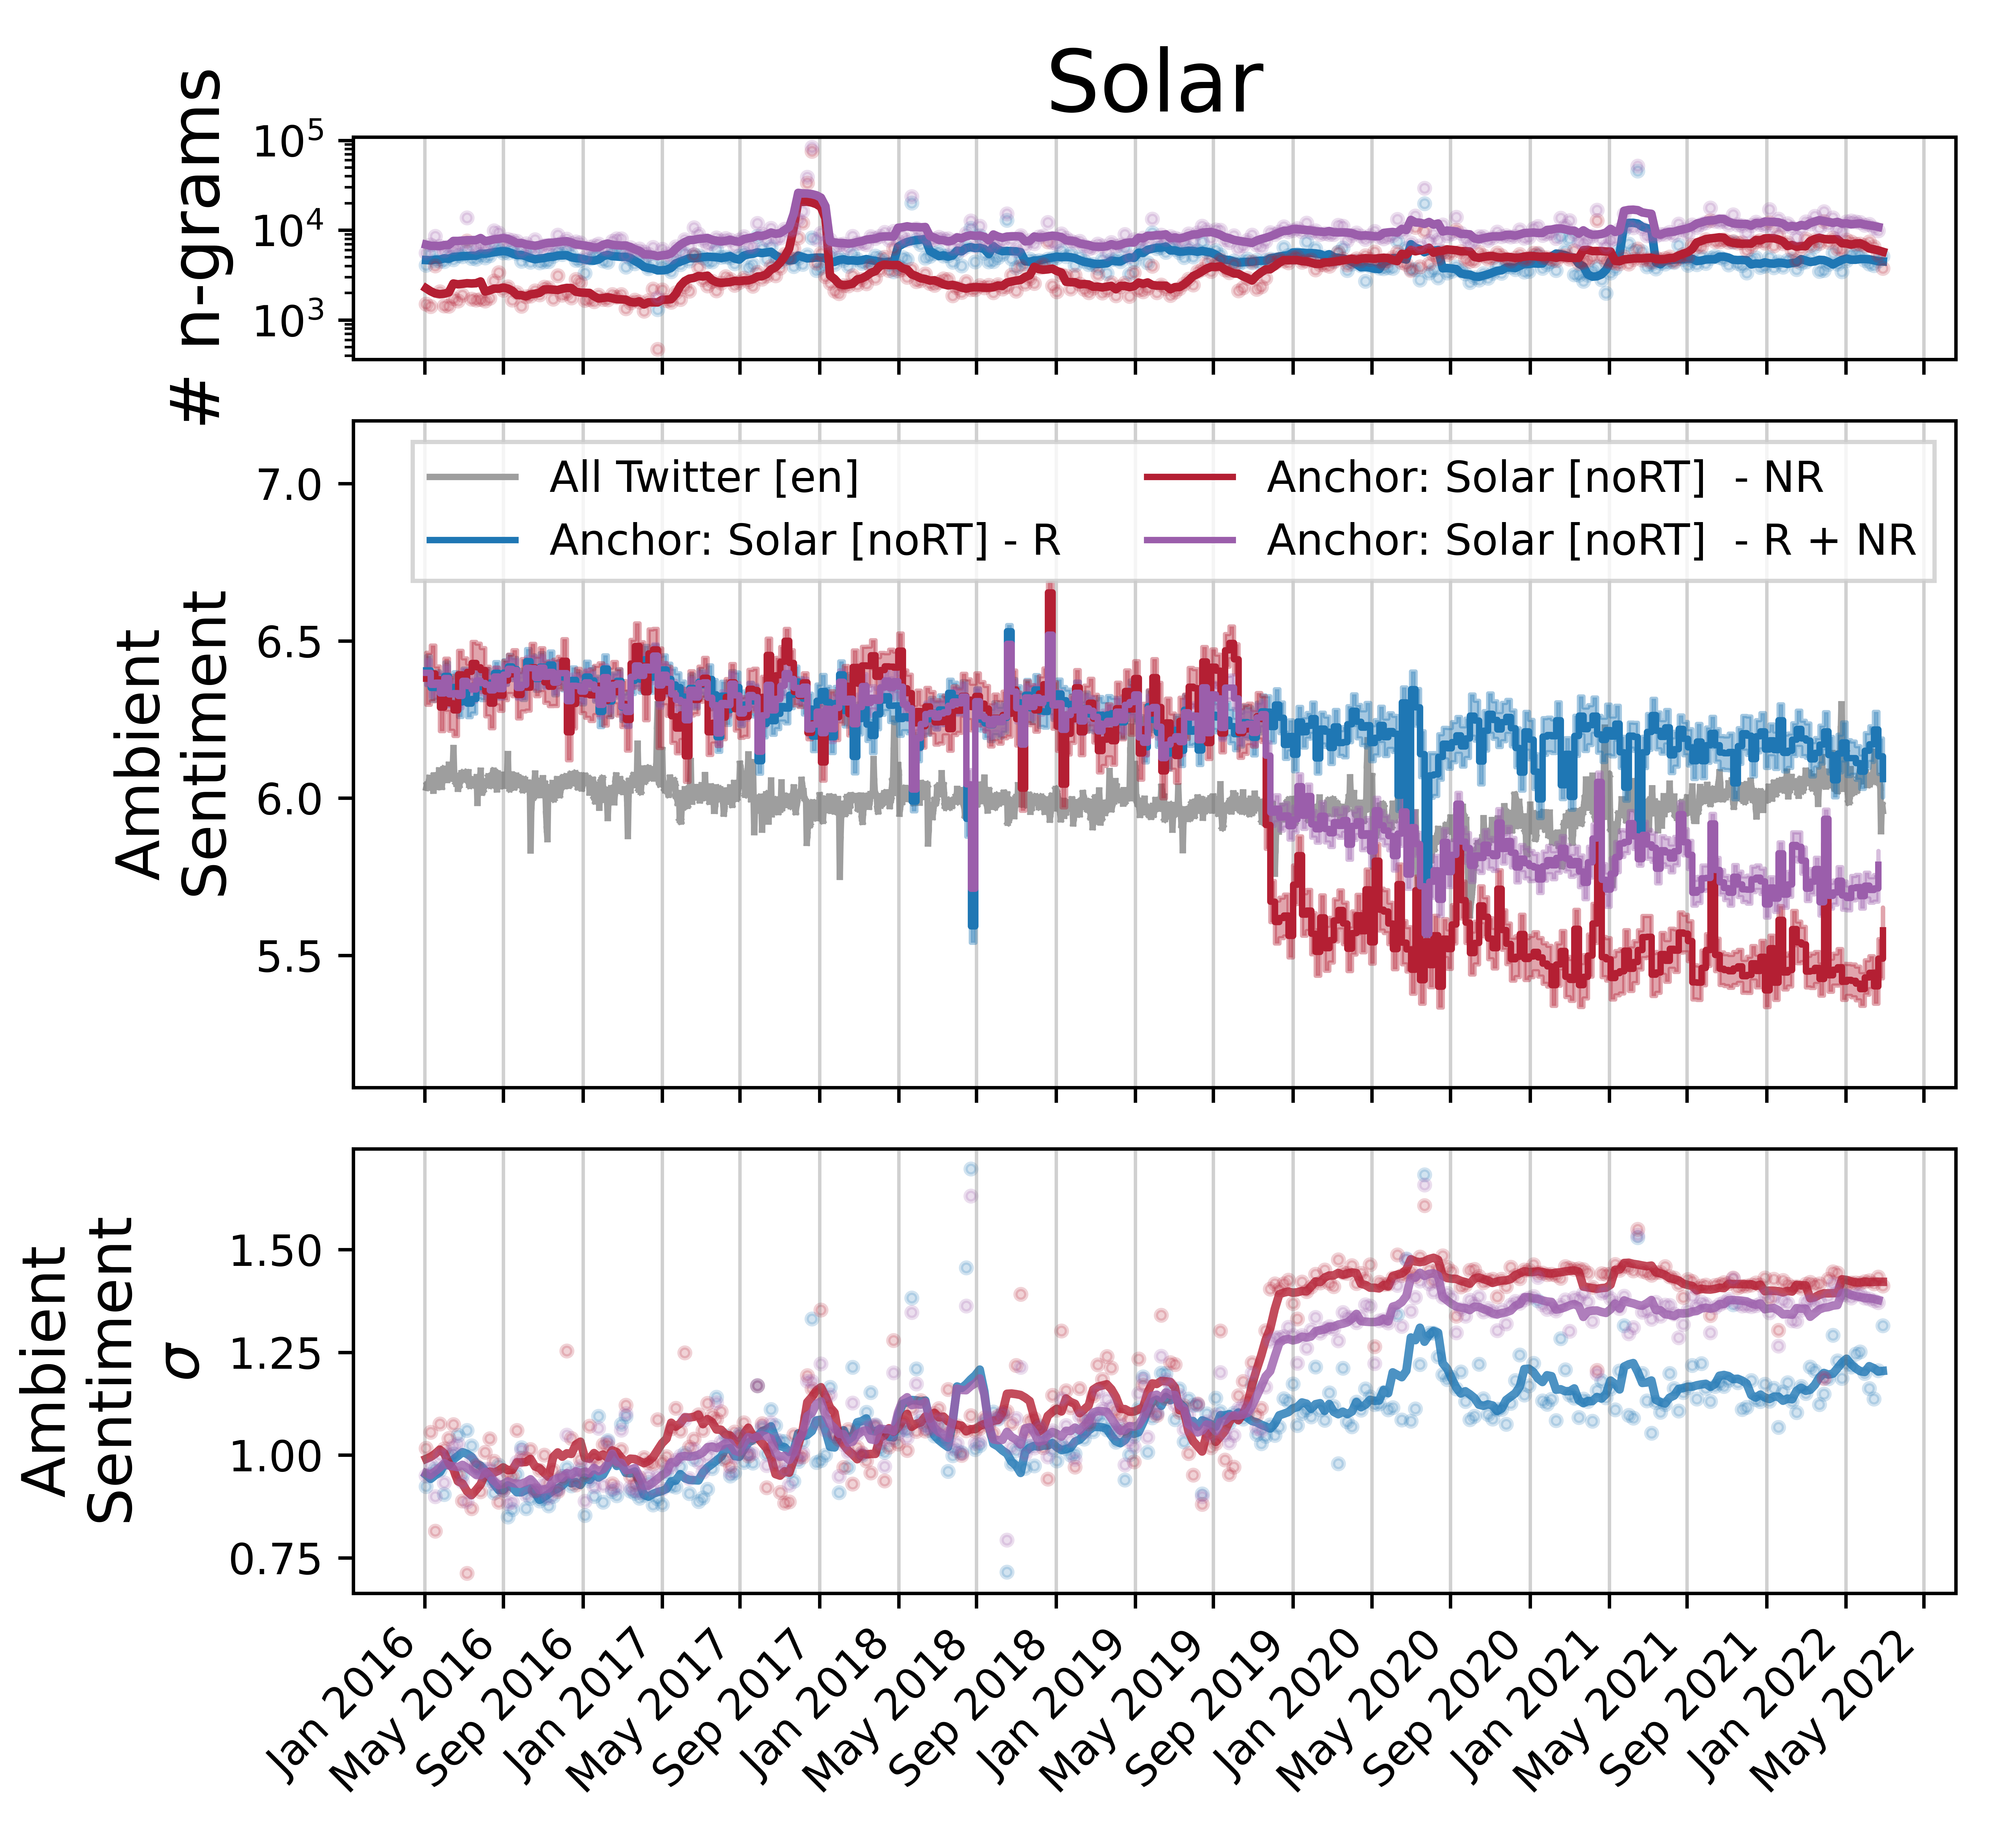 Solar
# n-grams
10^5
10^4
10^3
Ambient
Sentiment
7.0
6.5
6.0
5.5
All Twitter [en]
Anchor: Solar [noRT] - R
Anchor: Solar [noRT]  - NR
Anchor: Solar [noRT]  - R + NR
Ambient
Sentiment
σ
1.50
1.25
1.00
0.75
Jan 2016
May 2016
Sep 2016
Jan 2017
May 2017
Sep 2017
Jan 2018
May 2018
Sep 2018
Jan 2019
May 2019
Sep 2019
Jan 2020
May 2020
Sep 2020
Jan 2021
May 2021
Sep 2021
Jan 2022
May 2022